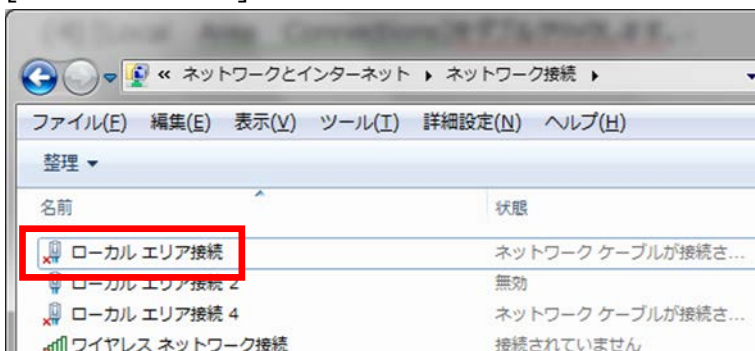 « ネットワークとインターネット ▸ ネットワーク接続 ▸
ファイル(F) 編集(E) 表示(V) ツール(T) 詳細設定(N) ヘルプ(H)
整理 ▼
名前 状態
ローカル エリア接続 ネットワーク ケーブルが接続さ...
ローカル エリア接続 2 無効
ローカル エリア接続 4 ネットワーク ケーブルが接続さ...
ワイヤレス ネットワーク接続 接続されていません